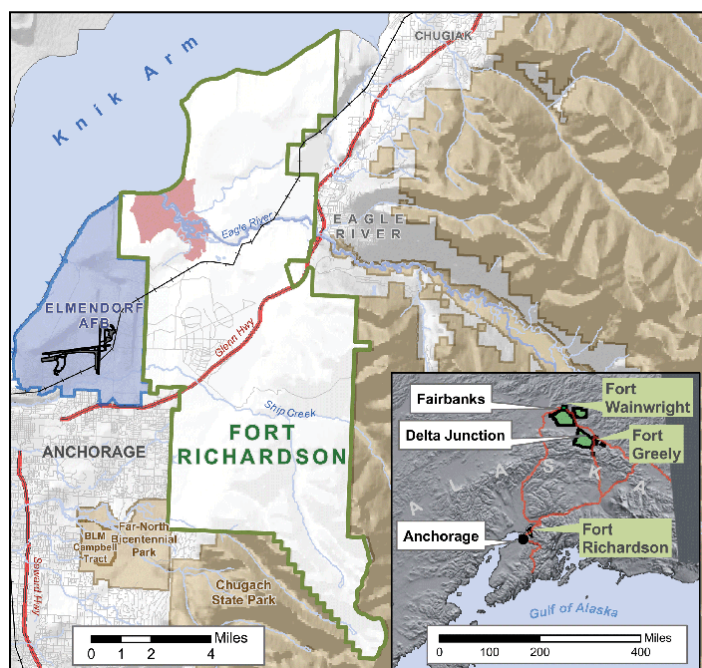 CHUGIAK
Knik Arm
Eagle River
EAGLE
RIVER
ELMENDORF
AFB
Glenn Hwy
Ship Creek
ANCHORAGE
FORT
RICHARDSON
BLM
Campbell
Tract
Far-North
Bicentennial
Park
Seward Hwy
Chugach
State Park
Miles
0 1 2 4
Fairbanks
Fort
Wainwright
Delta Junction
Fort
Greely
ALASKA
Anchorage
Fort
Richardson
Gulf of Alaska
Miles
0 200 400